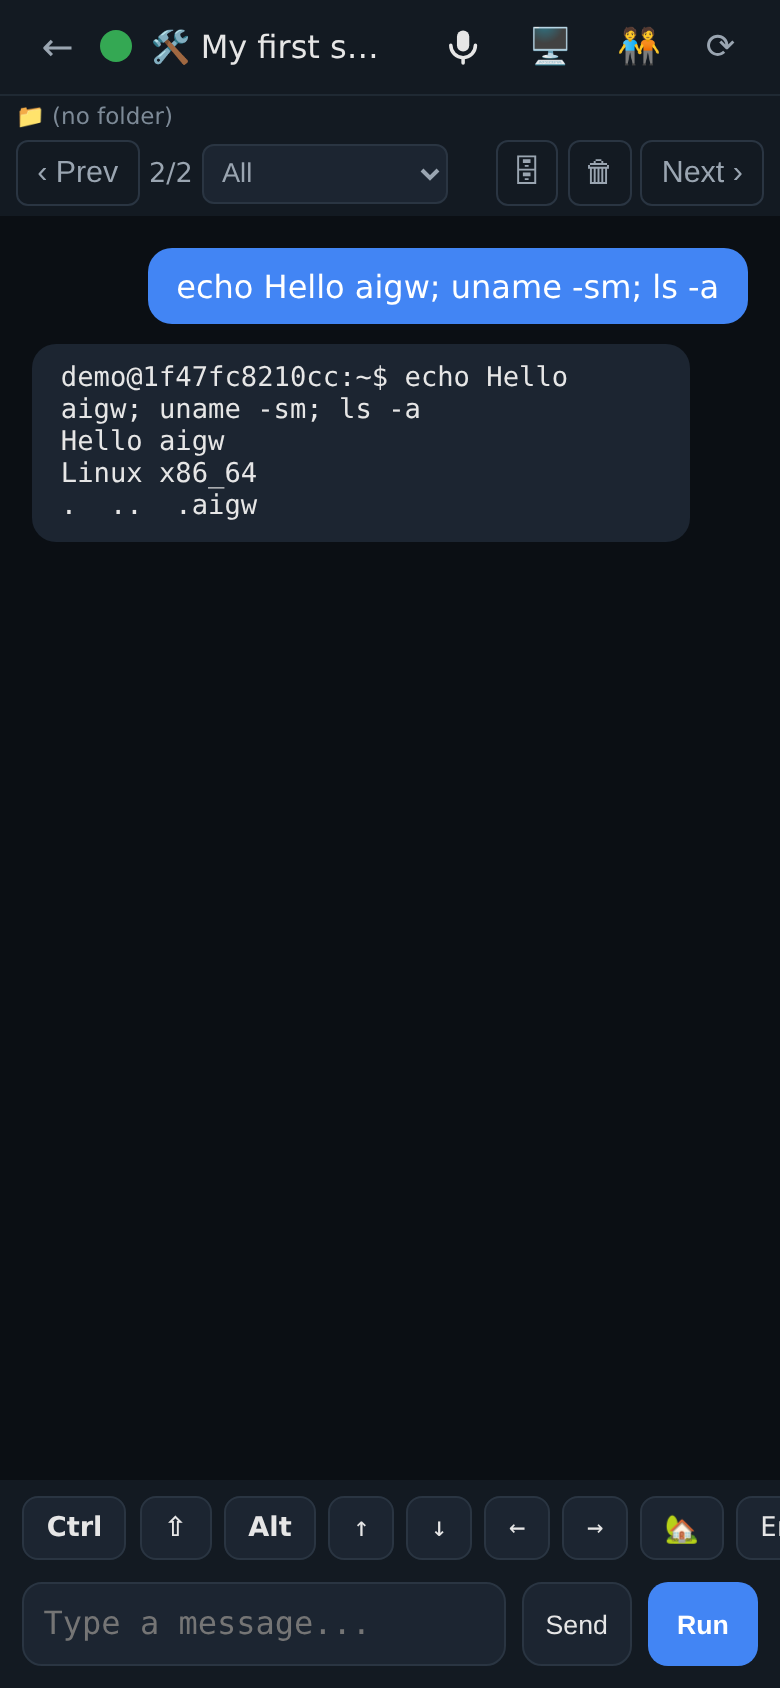 ← 🛠️ My first s... 🖥️ 🧑‍🤝‍🧑 ⟳
📁 (no folder)
‹ Prev 2/2 All 🗄 🗑 Next ›
echo Hello aigw; uname -sm; ls -a
demo@1f47fc8210cc:~$ echo Hello
aigw; uname -sm; ls -a
Hello aigw
Linux x86_64
.  ..  .aigw
Ctrl ⇧ Alt ↑ ↓ ← → 🏡
Type a message... Send Run